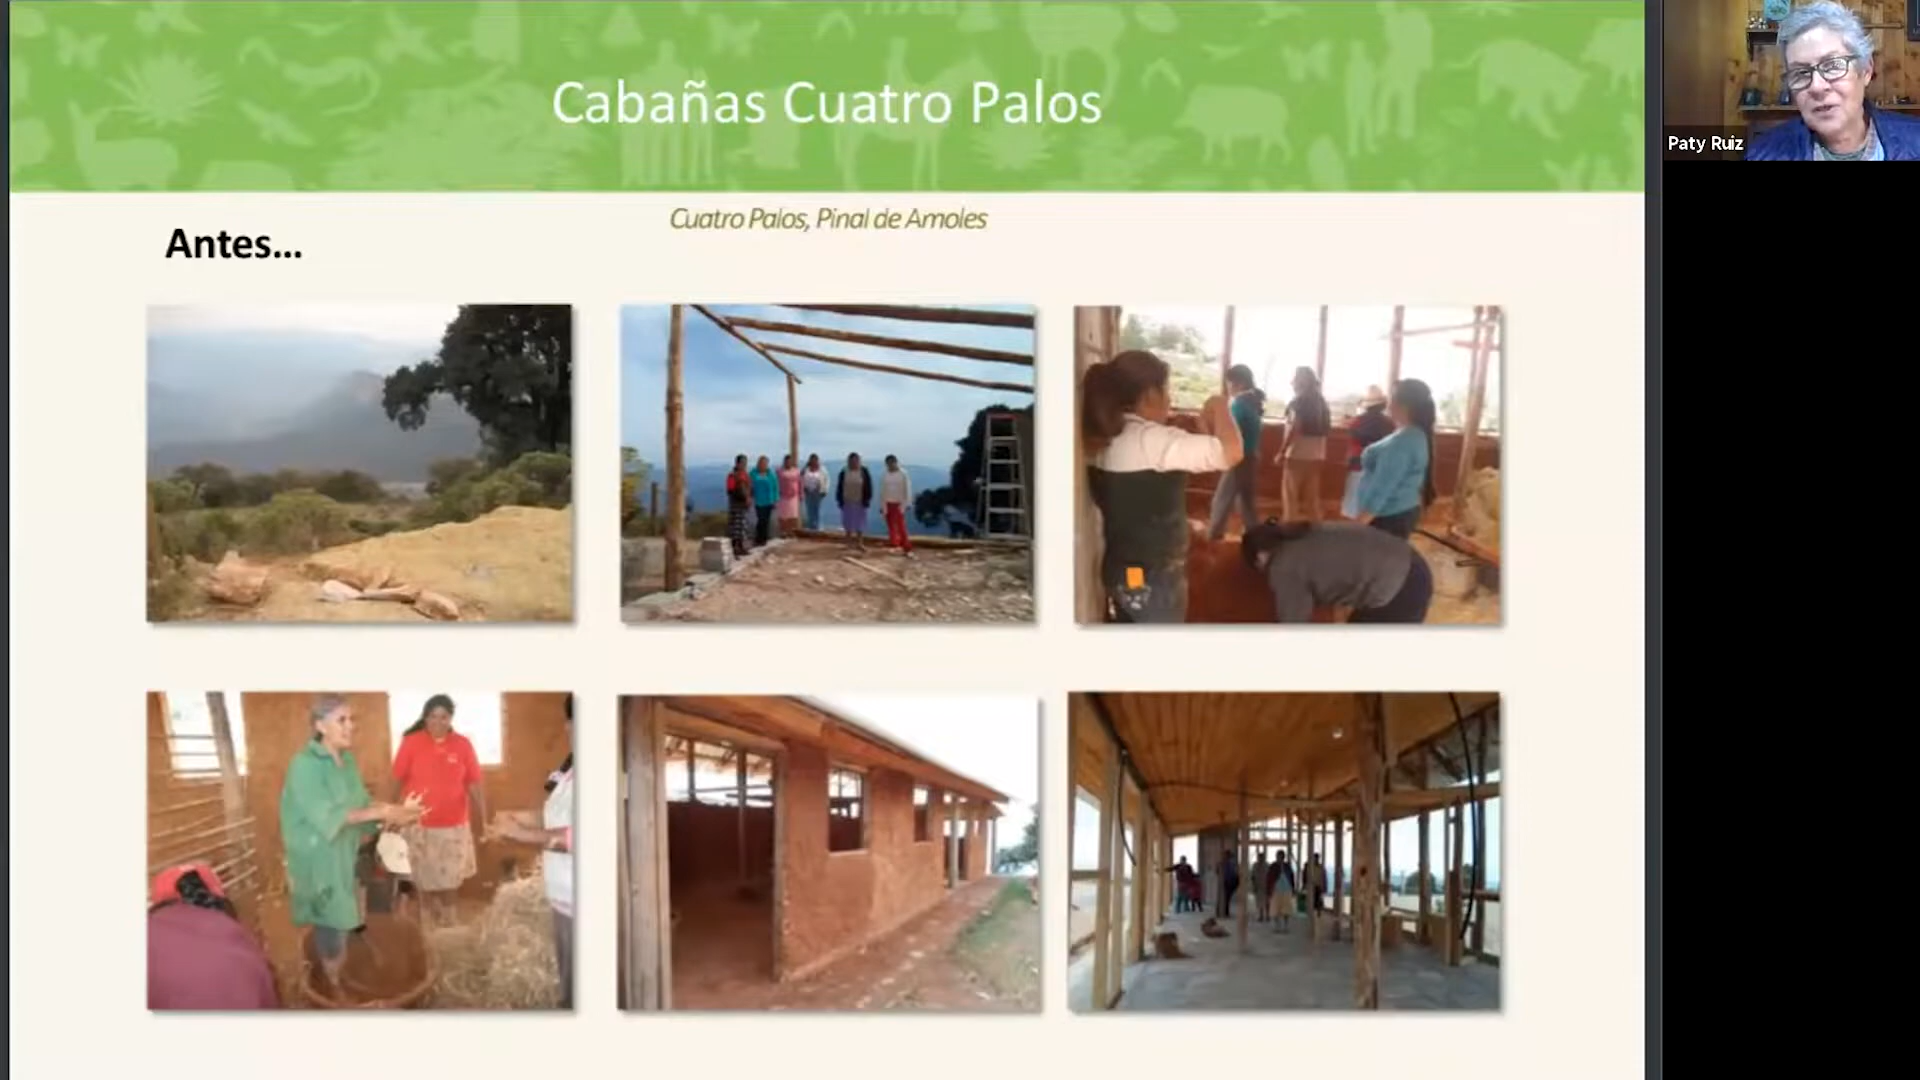 Cabañas Cuatro Palos
Cuatro Palos, Pinal de Amoles
Antes...
Paty Ruiz